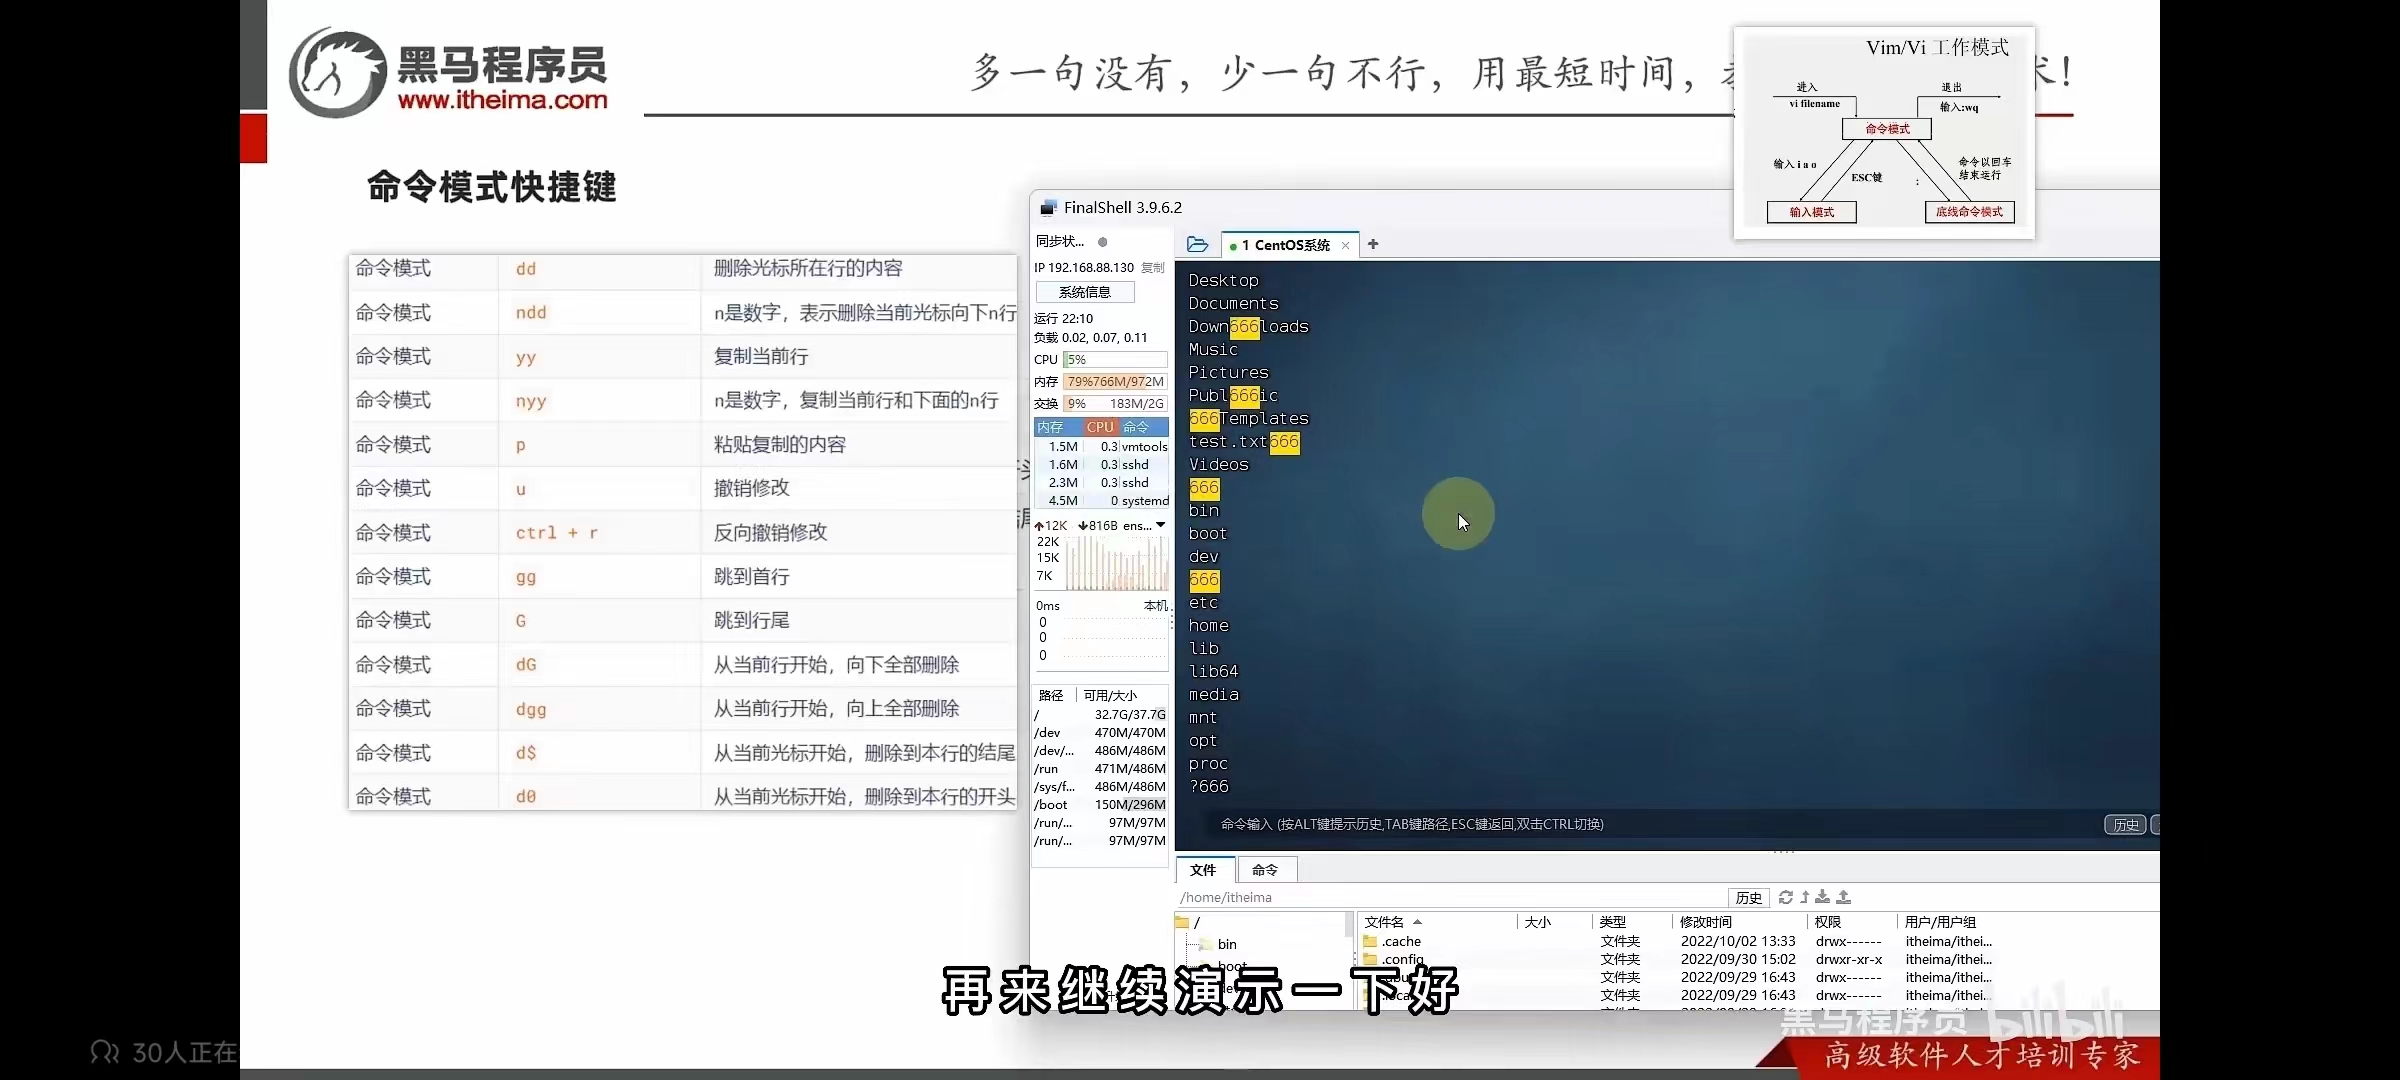 黑马程序员
www.itheima.com
多一句没有，少一句不行，用最短时间，
术！
Vim/Vi 工作模式
进入
vi filename
退出
输入:wq
命令模式
输入 i a o
ESC键
:
命令以回车
结束运行
输入模式
底线命令模式
命令模式快捷键
命令模式 dd 删除光标所在行的内容
命令模式 ndd n是数字，表示删除当前光标向下n行
命令模式 yy 复制当前行
命令模式 nyy n是数字，复制当前行和下面的n行
命令模式 p 粘贴复制的内容
命令模式 u 撤销修改
命令模式 ctrl + r 反向撤销修改
命令模式 gg 跳到首行
命令模式 G 跳到行尾
命令模式 dG 从当前行开始，向下全部删除
命令模式 dgg 从当前行开始，向上全部删除
命令模式 d$ 从当前光标开始，删除到本行的结尾
命令模式 d0 从当前光标开始，删除到本行的开头
FinalShell 3.9.6.2
同步状...
IP 192.168.88.130 复制
系统信息
运行 22:10
负载 0.02, 0.07, 0.11
CPU 5%
内存 79% 766M/972M
交换 9% 183M/2G
内存 CPU 命令
1.5M 0.3 vmtools
1.6M 0.3 sshd
2.3M 0.3 sshd
4.5M 0 systemd
12K 816B ens...
22K
15K
7K
0ms 本机
0
0
0
路径 可用/大小
/ 32.7G/37.7G
/dev 470M/470M
/dev/... 486M/486M
/run 471M/486M
/sys/f... 486M/486M
/boot 150M/296M
/run/... 97M/97M
/run/... 97M/97M
1 CentOS系统 × +
Desktop
Documents
Down666loads
Music
Pictures
Publ666ic
666Templates
test.txt666
Videos
666
bin
boot
dev
666
etc
home
lib
lib64
media
mnt
opt
proc
?666
命令输入 (按ALT键提示历史,TAB键路径,ESC键返回,双击CTRL切换)
历史
文件 命令
/home/itheima
历史
/
bin
boot
文件名 大小 类型 修改时间 权限 用户/用户组
.cache 文件夹 2022/10/02 13:33 drwx------ itheima/ithei...
.config 文件夹 2022/09/30 15:02 drwxr-xr-x itheima/ithei...
文件夹 2022/09/29 16:43 drwx------ itheima/ithei...
文件夹 2022/09/29 16:43 drwx------ itheima/ithei...
再来继续演示一下好
30人正在
黑马程序员 bilibili
高级软件人才培训专家